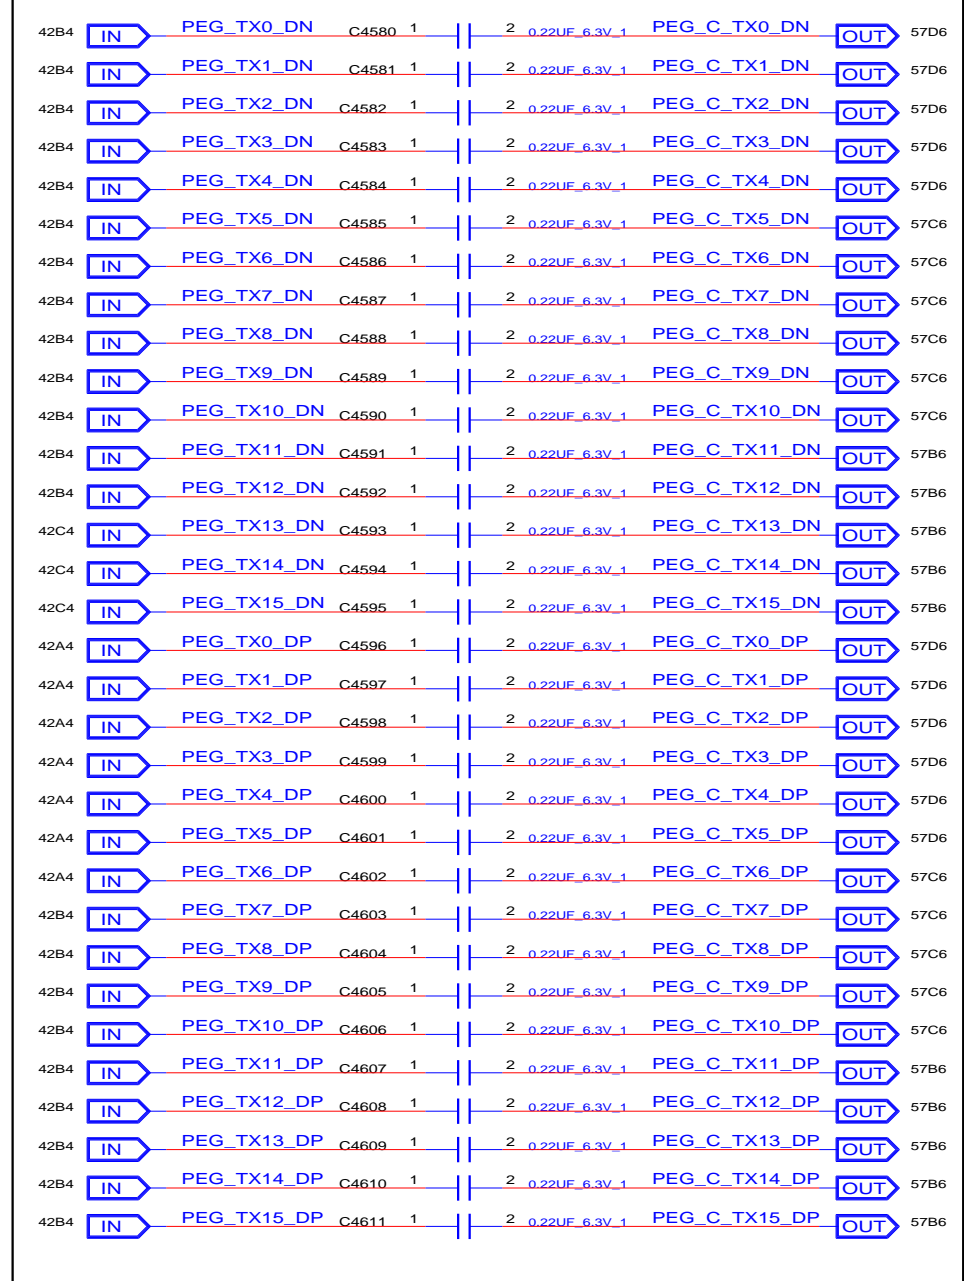 42B4 IN PEG_TX0_DN C4580 1 2 0.22UF_6.3V_1 PEG_C_TX0_DN OUT 57D6
42B4 IN PEG_TX1_DN C4581 1 2 0.22UF_6.3V_1 PEG_C_TX1_DN OUT 57D6
42B4 IN PEG_TX2_DN C4582 1 2 0.22UF_6.3V_1 PEG_C_TX2_DN OUT 57D6
42B4 IN PEG_TX3_DN C4583 1 2 0.22UF_6.3V_1 PEG_C_TX3_DN OUT 57D6
42B4 IN PEG_TX4_DN C4584 1 2 0.22UF_6.3V_1 PEG_C_TX4_DN OUT 57D6
42B4 IN PEG_TX5_DN C4585 1 2 0.22UF_6.3V_1 PEG_C_TX5_DN OUT 57C6
42B4 IN PEG_TX6_DN C4586 1 2 0.22UF_6.3V_1 PEG_C_TX6_DN OUT 57C6
42B4 IN PEG_TX7_DN C4587 1 2 0.22UF_6.3V_1 PEG_C_TX7_DN OUT 57C6
42B4 IN PEG_TX8_DN C4588 1 2 0.22UF_6.3V_1 PEG_C_TX8_DN OUT 57C6
42B4 IN PEG_TX9_DN C4589 1 2 0.22UF_6.3V_1 PEG_C_TX9_DN OUT 57C6
42B4 IN PEG_TX10_DN C4590 1 2 0.22UF_6.3V_1 PEG_C_TX10_DN OUT 57C6
42B4 IN PEG_TX11_DN C4591 1 2 0.22UF_6.3V_1 PEG_C_TX11_DN OUT 57B6
42B4 IN PEG_TX12_DN C4592 1 2 0.22UF_6.3V_1 PEG_C_TX12_DN OUT 57B6
42C4 IN PEG_TX13_DN C4593 1 2 0.22UF_6.3V_1 PEG_C_TX13_DN OUT 57B6
42C4 IN PEG_TX14_DN C4594 1 2 0.22UF_6.3V_1 PEG_C_TX14_DN OUT 57B6
42C4 IN PEG_TX15_DN C4595 1 2 0.22UF_6.3V_1 PEG_C_TX15_DN OUT 57B6
42A4 IN PEG_TX0_DP C4596 1 2 0.22UF_6.3V_1 PEG_C_TX0_DP OUT 57D6
42A4 IN PEG_TX1_DP C4597 1 2 0.22UF_6.3V_1 PEG_C_TX1_DP OUT 57D6
42A4 IN PEG_TX2_DP C4598 1 2 0.22UF_6.3V_1 PEG_C_TX2_DP OUT 57D6
42A4 IN PEG_TX3_DP C4599 1 2 0.22UF_6.3V_1 PEG_C_TX3_DP OUT 57D6
42A4 IN PEG_TX4_DP C4600 1 2 0.22UF_6.3V_1 PEG_C_TX4_DP OUT 57D6
42A4 IN PEG_TX5_DP C4601 1 2 0.22UF_6.3V_1 PEG_C_TX5_DP OUT 57D6
42A4 IN PEG_TX6_DP C4602 1 2 0.22UF_6.3V_1 PEG_C_TX6_DP OUT 57C6
42B4 IN PEG_TX7_DP C4603 1 2 0.22UF_6.3V_1 PEG_C_TX7_DP OUT 57C6
42B4 IN PEG_TX8_DP C4604 1 2 0.22UF_6.3V_1 PEG_C_TX8_DP OUT 57C6
42B4 IN PEG_TX9_DP C4605 1 2 0.22UF_6.3V_1 PEG_C_TX9_DP OUT 57C6
42B4 IN PEG_TX10_DP C4606 1 2 0.22UF_6.3V_1 PEG_C_TX10_DP OUT 57C6
42B4 IN PEG_TX11_DP C4607 1 2 0.22UF_6.3V_1 PEG_C_TX11_DP OUT 57B6
42B4 IN PEG_TX12_DP C4608 1 2 0.22UF_6.3V_1 PEG_C_TX12_DP OUT 57B6
42B4 IN PEG_TX13_DP C4609 1 2 0.22UF_6.3V_1 PEG_C_TX13_DP OUT 57B6
42B4 IN PEG_TX14_DP C4610 1 2 0.22UF_6.3V_1 PEG_C_TX14_DP OUT 57B6
42B4 IN PEG_TX15_DP C4611 1 2 0.22UF_6.3V_1 PEG_C_TX15_DP OUT 57B6